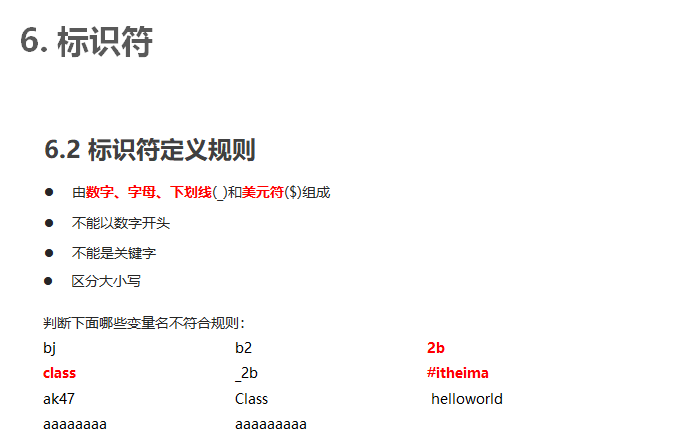 6. 标识符
6.2 标识符定义规则
● 由数字、字母、下划线(_)和美元符($)组成
● 不能以数字开头
● 不能是关键字
● 区分大小写
判断下面哪些变量名不符合规则：
bj b2 2b
class _2b #itheima
ak47 Class helloworld
aaaaaaaa aaaaaaaaa